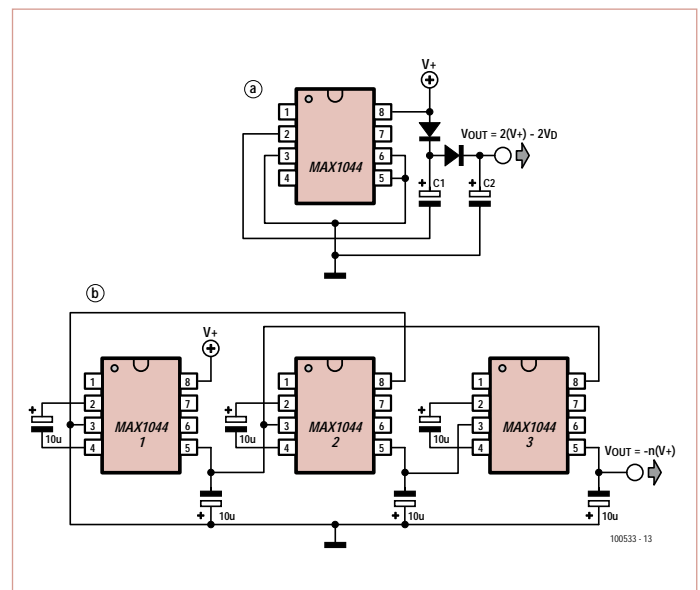 a
V+
1
2
3
4
8
7
6
5
MAX1044
VOUT = 2(V+) - 2VD
+ C1
+ C2
b
V+
1
2
3
4
8
7
6
5
MAX1044
1
+
10u
+ 10u
1
2
3
4
8
7
6
5
MAX1044
2
+
10u
+ 10u
1
2
3
4
8
7
6
5
MAX1044
3
+
10u
VOUT = -n(V+)
+ 10u
100533 - 13